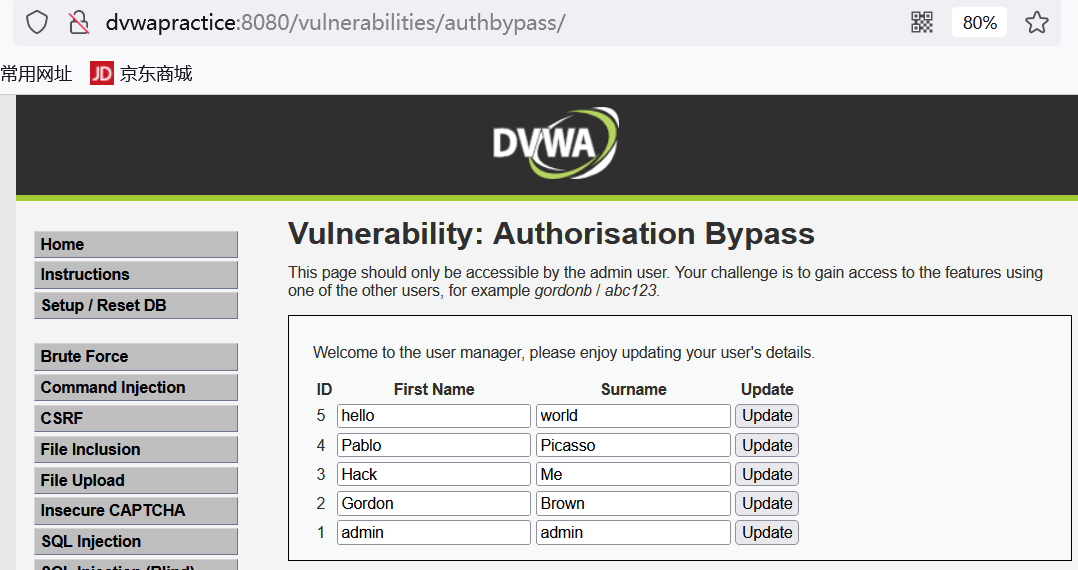 dvwapractice:8080/vulnerabilities/authbypass/ 80%
常用网址 JD 京东商城
DVWA
Vulnerability: Authorisation Bypass
This page should only be accessible by the admin user. Your challenge is to gain access to the features using
one of the other users, for example gordonb / abc123.
Home
Instructions
Setup / Reset DB
Brute Force
Command Injection
CSRF
File Inclusion
File Upload
Insecure CAPTCHA
SQL Injection
SQL Injection (Blind)
Welcome to the user manager, please enjoy updating your user's details.
ID First Name Surname Update
5 hello world Update
4 Pablo Picasso Update
3 Hack Me Update
2 Gordon Brown Update
1 admin admin Update